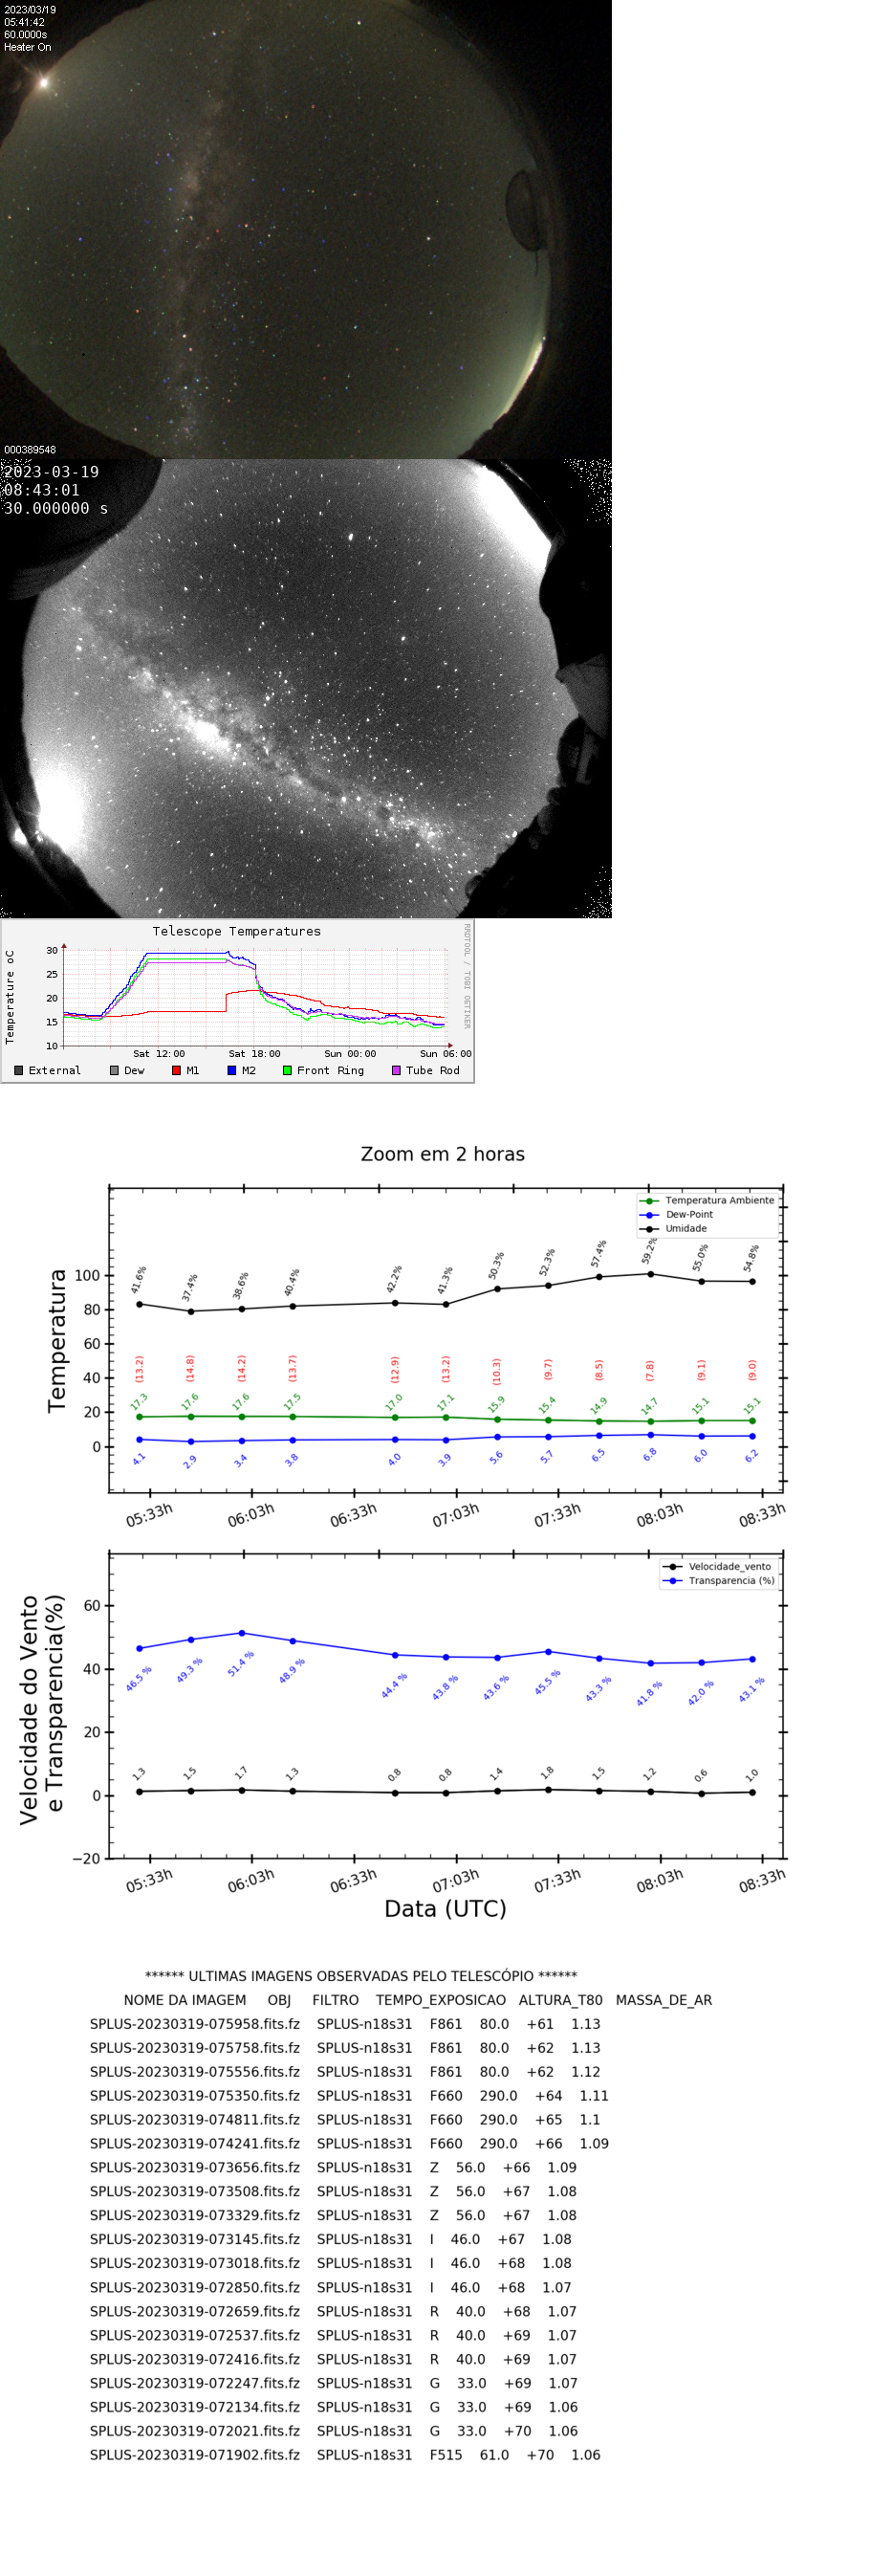 2023/03/19
05:41:42
60.0000s
Heater On
000389548
2023-03-19
08:43:01
30.000000 s
Telescope Temperatures
RRDTOOL / TOBI OETIKER
Temperature oC
30
25
20
15
10
Sat 12:00 Sat 18:00 Sun 00:00 Sun 06:00
External Dew M1 M2 Front Ring Tube Rod
Zoom em 2 horas
Temperatura Ambiente
Dew-Point
Umidade
Temperatura
100
80
60
40
20
0
41.6% 37.4% 38.6% 40.4% 42.2% 41.3% 50.3% 52.3% 57.4% 59.2% 55.0% 54.8%
(13.2) (14.8) (14.2) (13.7) (12.9) (13.2) (10.3) (9.7) (8.5) (7.8) (9.1) (9.0)
17.3 17.6 17.6 17.5 17.0 17.1 15.9 15.4 14.9 14.7 15.1 15.1
4.1 2.9 3.4 3.8 4.0 3.9 5.6 5.7 6.5 6.8 6.0 6.2
05:33h 06:03h 06:33h 07:03h 07:33h 08:03h 08:33h
Velocidade_vento
Transparencia (%)
Velocidade do Vento
e Transparencia(%)
60
40
20
0
−20
46.5 % 49.3 % 51.4 % 48.9 % 44.4 % 43.8 % 43.6 % 45.5 % 43.3 % 41.8 % 42.0 % 43.1 %
1.3 1.5 1.7 1.3 0.8 0.8 1.4 1.8 1.5 1.2 0.6 1.0
05:33h 06:03h 06:33h 07:03h 07:33h 08:03h 08:33h
Data (UTC)
****** ULTIMAS IMAGENS OBSERVADAS PELO TELESCÓPIO ******
NOME DA IMAGEM OBJ FILTRO TEMPO_EXPOSICAO ALTURA_T80 MASSA_DE_AR
SPLUS-20230319-075958.fits.fz SPLUS-n18s31 F861 80.0 +61 1.13
SPLUS-20230319-075758.fits.fz SPLUS-n18s31 F861 80.0 +62 1.13
SPLUS-20230319-075556.fits.fz SPLUS-n18s31 F861 80.0 +62 1.12
SPLUS-20230319-075350.fits.fz SPLUS-n18s31 F660 290.0 +64 1.11
SPLUS-20230319-074811.fits.fz SPLUS-n18s31 F660 290.0 +65 1.1
SPLUS-20230319-074241.fits.fz SPLUS-n18s31 F660 290.0 +66 1.09
SPLUS-20230319-073656.fits.fz SPLUS-n18s31 Z 56.0 +66 1.09
SPLUS-20230319-073508.fits.fz SPLUS-n18s31 Z 56.0 +67 1.08
SPLUS-20230319-073329.fits.fz SPLUS-n18s31 Z 56.0 +67 1.08
SPLUS-20230319-073145.fits.fz SPLUS-n18s31 I 46.0 +67 1.08
SPLUS-20230319-073018.fits.fz SPLUS-n18s31 I 46.0 +68 1.08
SPLUS-20230319-072850.fits.fz SPLUS-n18s31 I 46.0 +68 1.07
SPLUS-20230319-072659.fits.fz SPLUS-n18s31 R 40.0 +68 1.07
SPLUS-20230319-072537.fits.fz SPLUS-n18s31 R 40.0 +69 1.07
SPLUS-20230319-072416.fits.fz SPLUS-n18s31 R 40.0 +69 1.07
SPLUS-20230319-072247.fits.fz SPLUS-n18s31 G 33.0 +69 1.07
SPLUS-20230319-072134.fits.fz SPLUS-n18s31 G 33.0 +69 1.06
SPLUS-20230319-072021.fits.fz SPLUS-n18s31 G 33.0 +70 1.06
SPLUS-20230319-071902.fits.fz SPLUS-n18s31 F515 61.0 +70 1.06